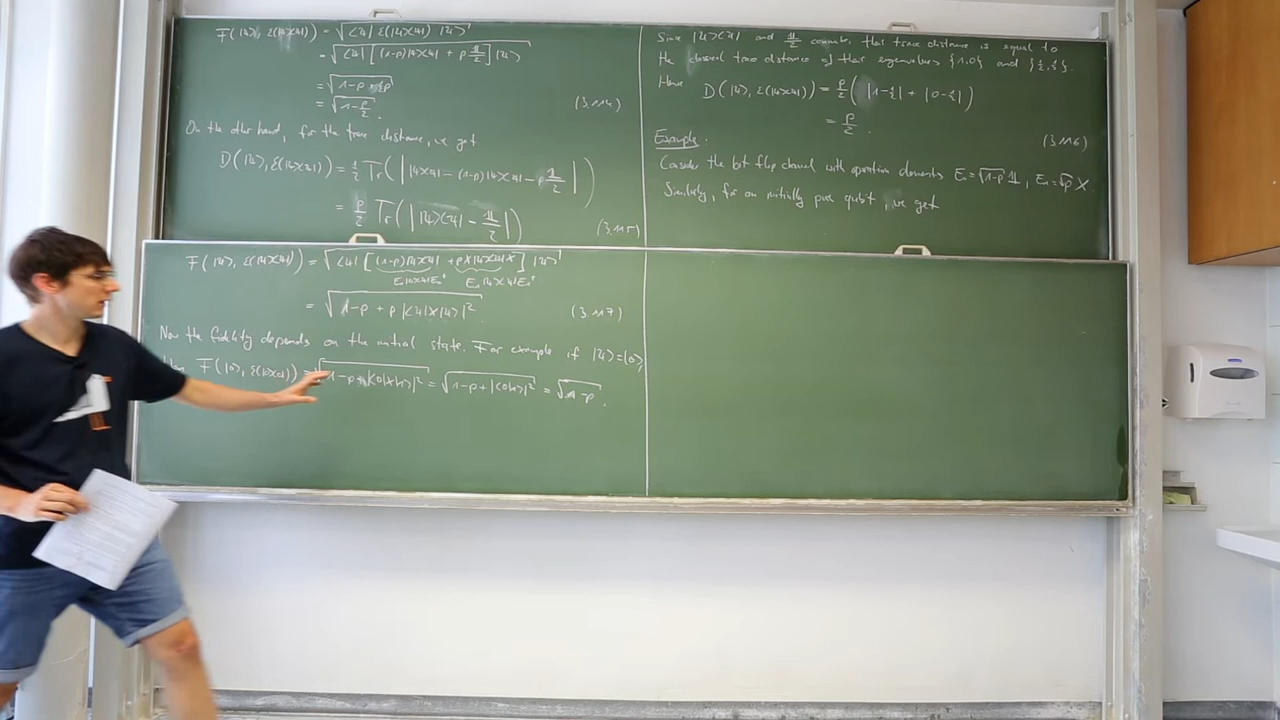 F(|ψ⟩, ε(|ψ⟩⟨ψ|)) = √⟨ψ| ε(|ψ⟩⟨ψ|) |ψ⟩
= √⟨ψ| [(1-p)|ψ⟩⟨ψ| + p 𝟙/2] |ψ⟩
= √1-p + p/2
= √1-p/2 . (3.114)
On the other hand, for the trace distance, we get
D(|ψ⟩, ε(|ψ⟩⟨ψ|)) = 1/2 Tr( | |ψ⟩⟨ψ| - (1-p)|ψ⟩⟨ψ| - p 𝟙/2 | )
= p/2 Tr( | |ψ⟩⟨ψ| - 𝟙/2 | ) (3.115)
Since |ψ⟩⟨ψ| and 𝟙/2 commute, that trace distance is equal to
the classical trace distance of their eigenvalues {1,0} and {1/2,1/2}.
Hence D(|ψ⟩, ε(|ψ⟩⟨ψ|)) = p/2 ( |1-1/2| + |0-1/2| )
= p/2 . (3.116)
Example.
Consider the bit flip channel with operation elements E₀=√1-p 𝟙, E₁=√p X.
Similarly, for an initially pure qubit, we get
F(|ψ⟩, ε(|ψ⟩⟨ψ|)) = √⟨ψ| [(1-p)|ψ⟩⟨ψ| + pX|ψ⟩⟨ψ|X] |ψ⟩
E₀|ψ⟩⟨ψ|E₀† E₁|ψ⟩⟨ψ|E₁†
= √1-p + p |⟨ψ|X|ψ⟩|² (3.117)
Now the fidelity depends on the initial state. For example if |ψ⟩=|0⟩,
F(|0⟩, ε(|0⟩⟨0|)) = √1-p+p|⟨0|X|0⟩|² = √1-p+|⟨0|1⟩|² = √1-p .